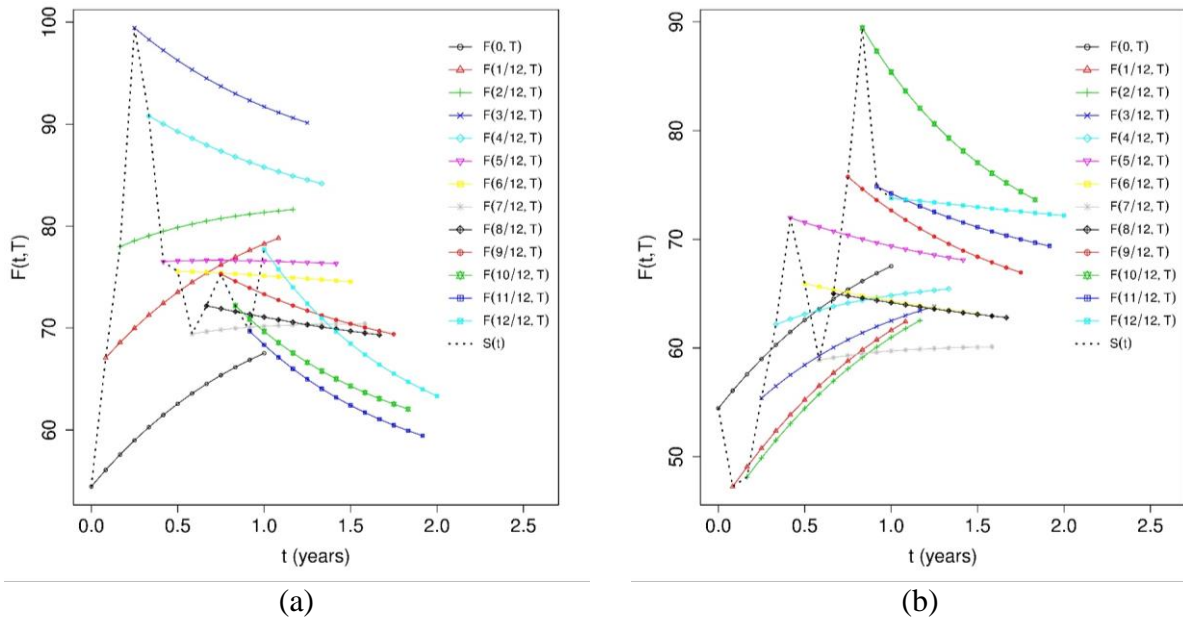 F(t,T)
100
90
80
70
60
0.0 0.5 1.0 1.5 2.0 2.5
t (years)
F(0, T)
F(1/12, T)
F(2/12, T)
F(3/12, T)
F(4/12, T)
F(5/12, T)
F(6/12, T)
F(7/12, T)
F(8/12, T)
F(9/12, T)
F(10/12, T)
F(11/12, T)
F(12/12, T)
S(t)
(a)
F(t,T)
90
80
70
60
50
0.0 0.5 1.0 1.5 2.0 2.5
t (years)
F(0, T)
F(1/12, T)
F(2/12, T)
F(3/12, T)
F(4/12, T)
F(5/12, T)
F(6/12, T)
F(7/12, T)
F(8/12, T)
F(9/12, T)
F(10/12, T)
F(11/12, T)
F(12/12, T)
S(t)
(b)